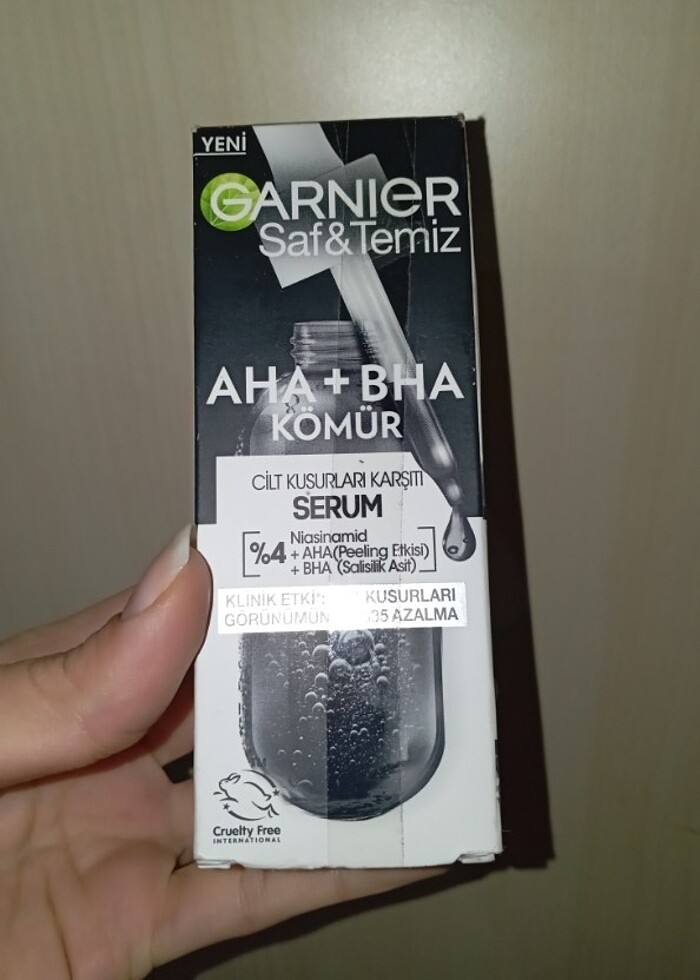 YENİ
GARNIER
Saf&Temiz
AHA + BHA
KÖMÜR
CİLT KUSURLARI KARŞITI
SERUM
%4 Niasinamid
+ AHA (Peeling Etkisi)
+ BHA (Salisilik Asit)
KLİNİK ETKİ KUSURLARI
GÖRÜNÜMÜN AZALMA
Cruelty Free
INTERNATIONAL